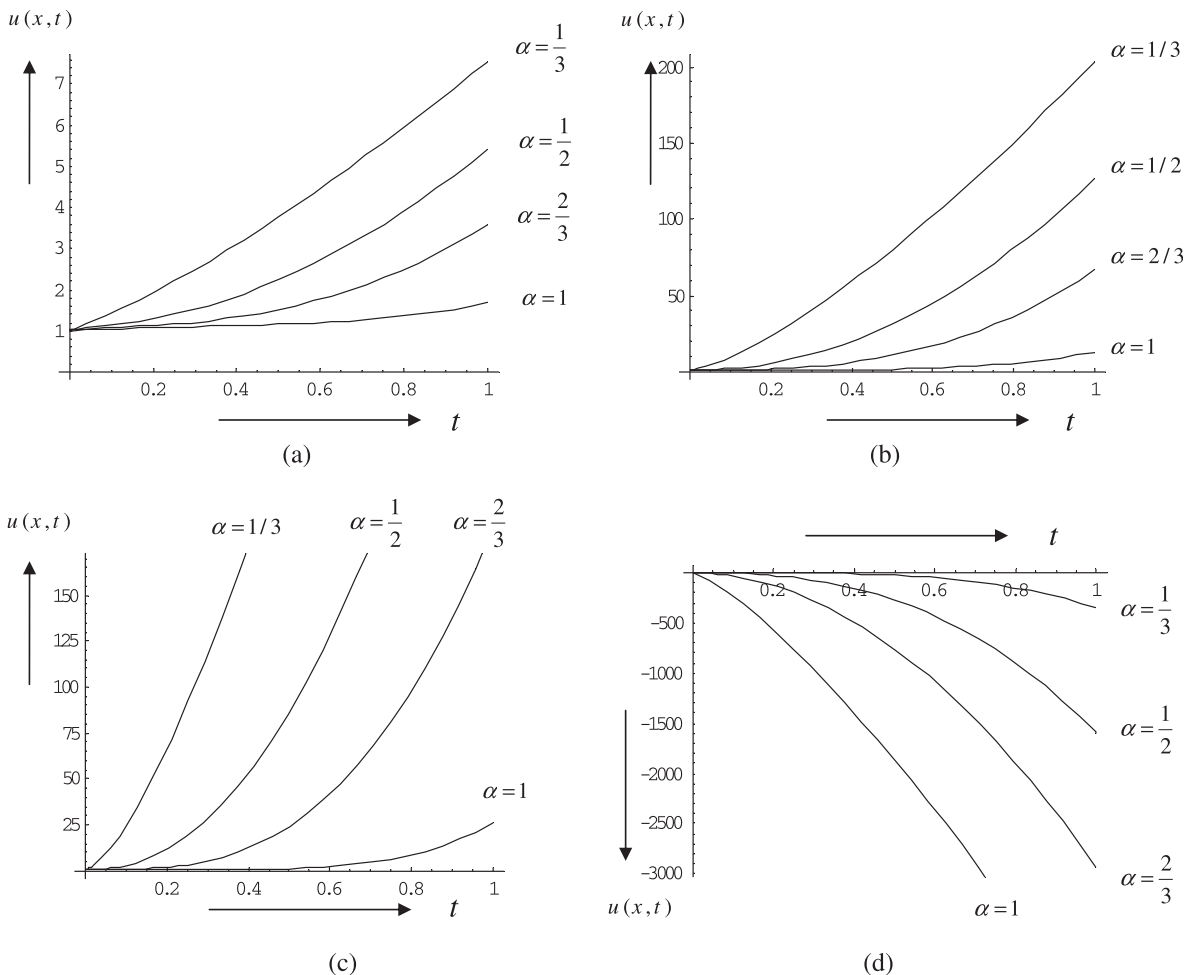 u(x,t)
7
6
5
4
3
2
1
0.2 0.4 0.6 0.8 1
α=1/3
α=1/2
α=2/3
α=1
t
(a)
u(x,t)
200
150
100
50
0.2 0.4 0.6 0.8 1
α=1/3
α=1/2
α=2/3
α=1
t
(b)
u(x,t)
α=1/3 α=1/2 α=2/3
150
125
100
75
50
25
α=1
0.2 0.4 0.6 0.8 1
t
(c)
t
0.2 0.4 0.6 0.8 1
-500
-1000
-1500
-2000
-2500
-3000
α=1/3
α=1/2
α=2/3
u(x,t)
α=1
(d)